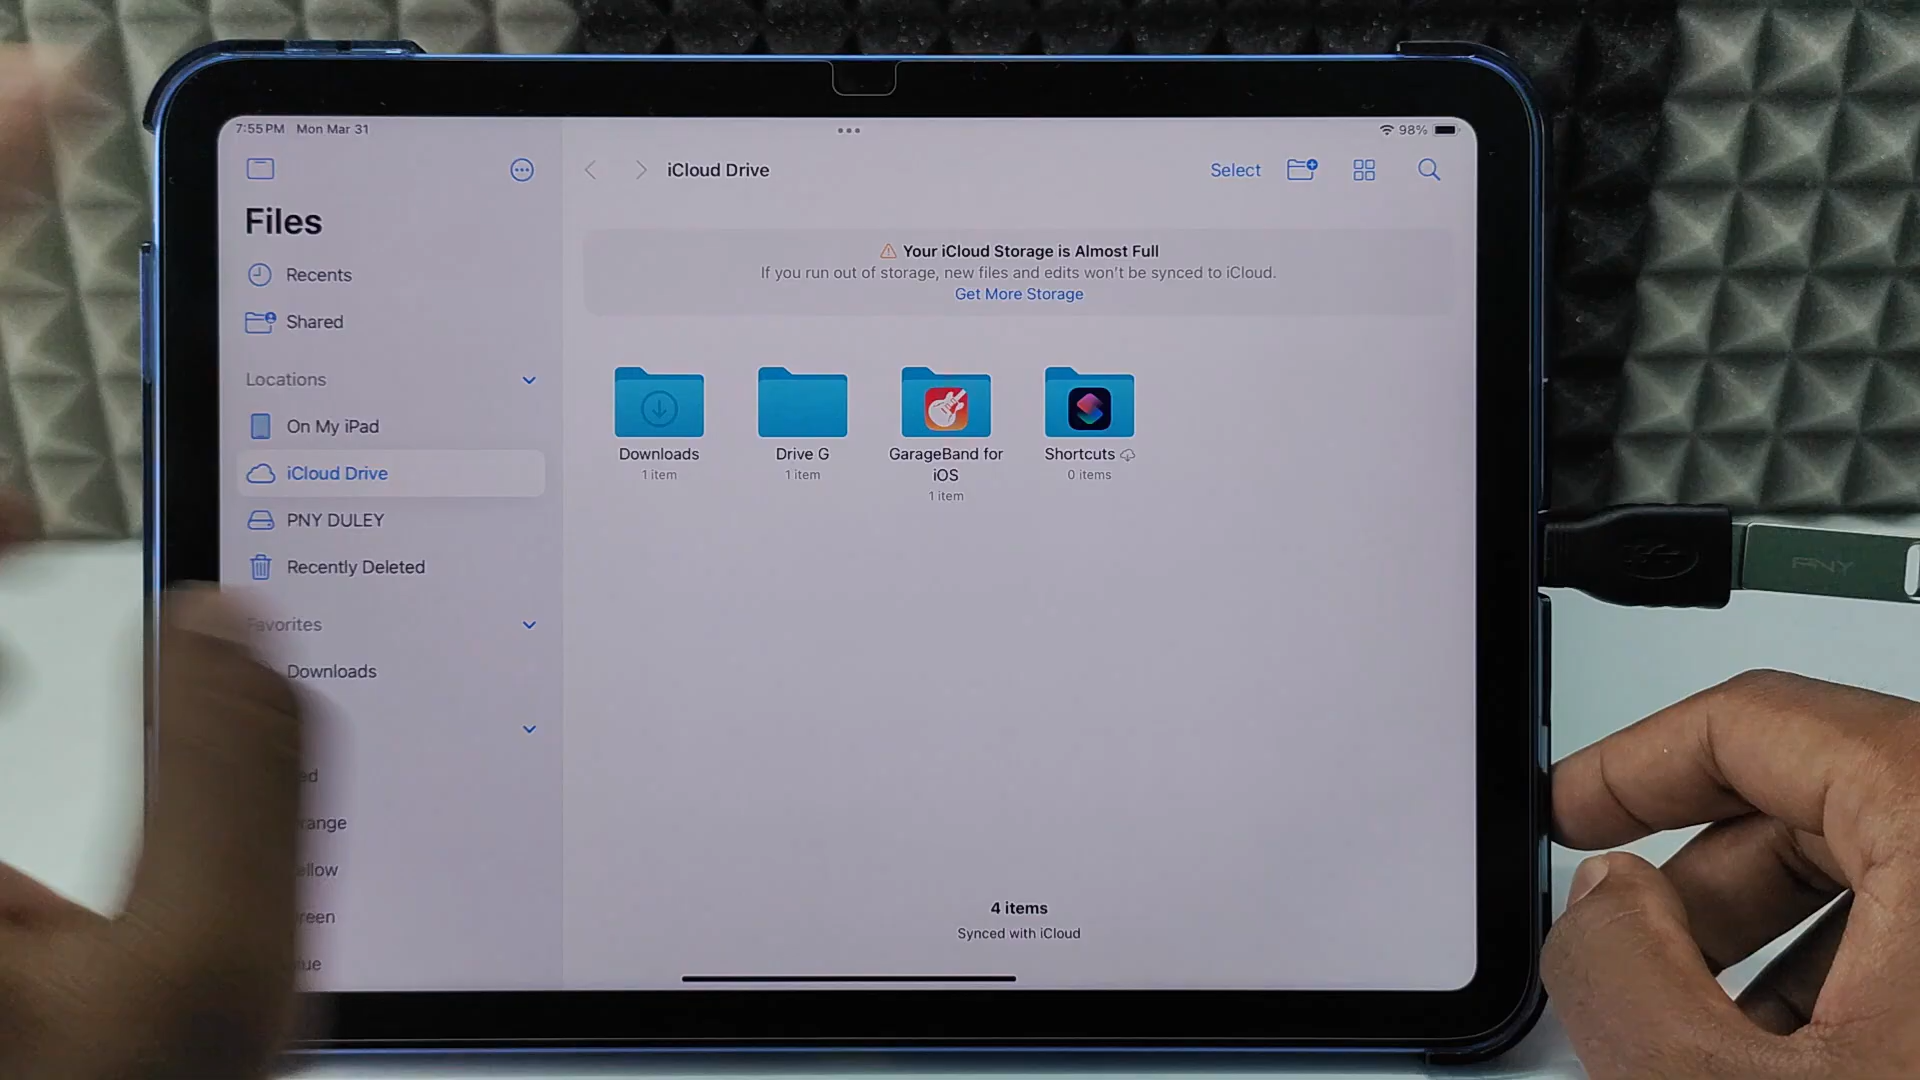 7:55 PM Mon Mar 31
98%
Files
Recents
Shared
Locations
On My iPad
iCloud Drive
PNY DULEY
Recently Deleted
Favorites
Downloads
iCloud Drive
Select
Your iCloud Storage is Almost Full
If you run out of storage, new files and edits won't be synced to iCloud.
Get More Storage
Downloads
1 item
Drive G
1 item
GarageBand for
iOS
1 item
Shortcuts
0 items
4 items
Synced with iCloud
PNY